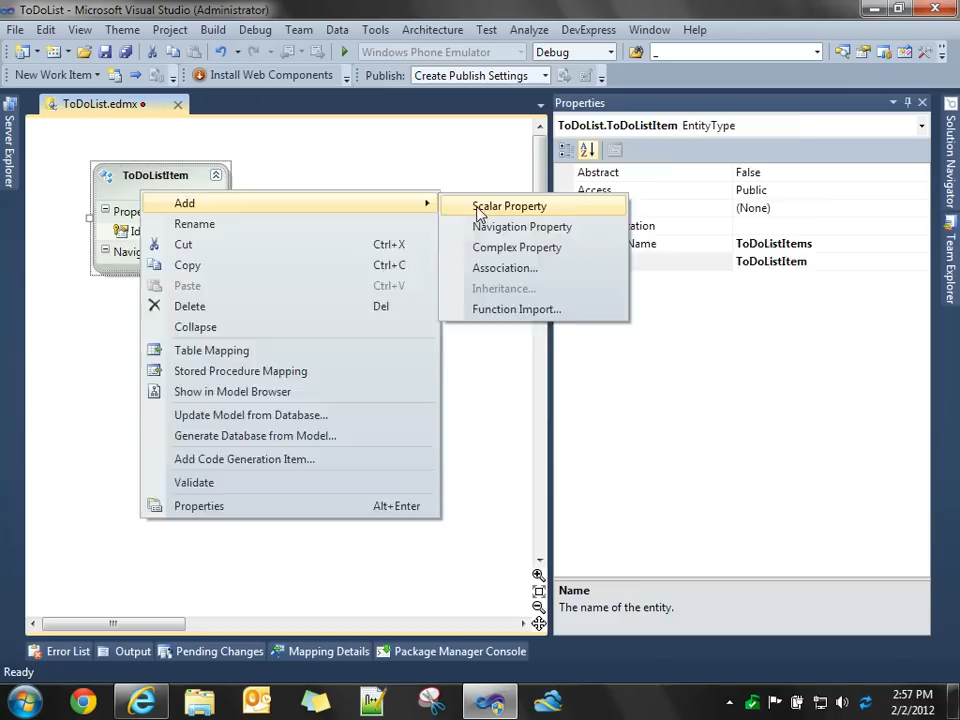 ToDoList - Microsoft Visual Studio (Administrator)
File Edit View Theme Project Build Debug Team Data Tools Architecture Test Analyze DevExpress Window Help
Windows Phone Emulator Debug _
New Work Item Install Web Components Publish: Create Publish Settings
Server Explorer
ToDoList.edmx
ToDoListItem
Prope
Id
Navig
Add
Rename
Cut Ctrl+X
Copy Ctrl+C
Paste Ctrl+V
Delete Del
Collapse
Table Mapping
Stored Procedure Mapping
Show in Model Browser
Update Model from Database...
Generate Database from Model...
Add Code Generation Item...
Validate
Properties Alt+Enter
Scalar Property
Navigation Property
Complex Property
Association...
Inheritance...
Function Import...
Properties
ToDoList.ToDoListItem EntityType
Abstract False
Access Public
(None)
ration
Name ToDoListItems
ToDoListItem
Name
The name of the entity.
Solution Navigator
Team Explorer
Error List Output Pending Changes Mapping Details Package Manager Console
Ready
2:57 PM
2/2/2012